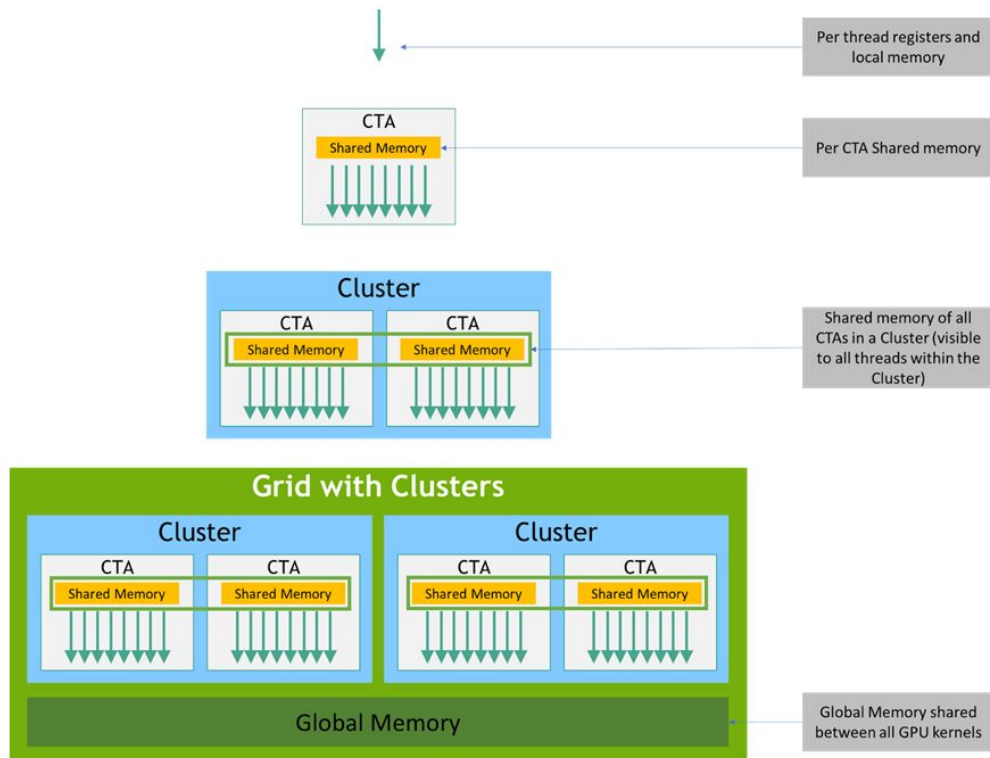 Per thread registers and
local memory
CTA
Shared Memory
Per CTA Shared memory
Cluster
CTA
CTA
Shared Memory
Shared Memory
Shared memory of all
CTAs in a Cluster (visible
to all threads within the
Cluster)
Grid with Clusters
Cluster
Cluster
CTA
CTA
CTA
CTA
Shared Memory
Shared Memory
Shared Memory
Shared Memory
Global Memory
Global Memory shared
between all GPU kernels